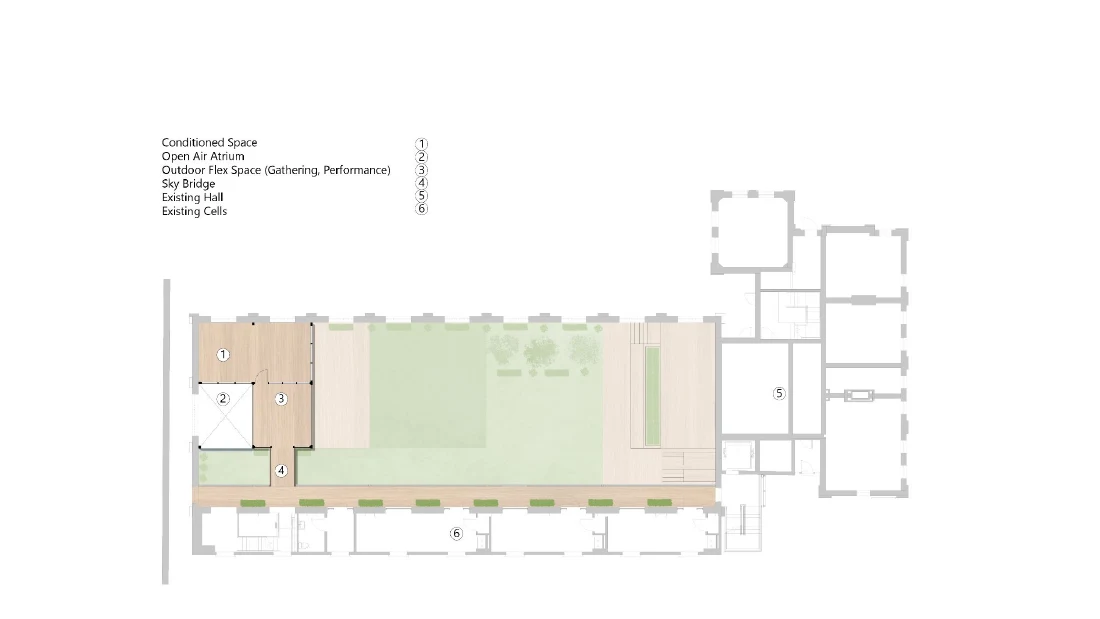 Conditioned Space 1
Open Air Atrium 2
Outdoor Flex Space (Gathering, Performance) 3
Sky Bridge 4
Existing Hall 5
Existing Cells 6
1
2
3
5
4
6